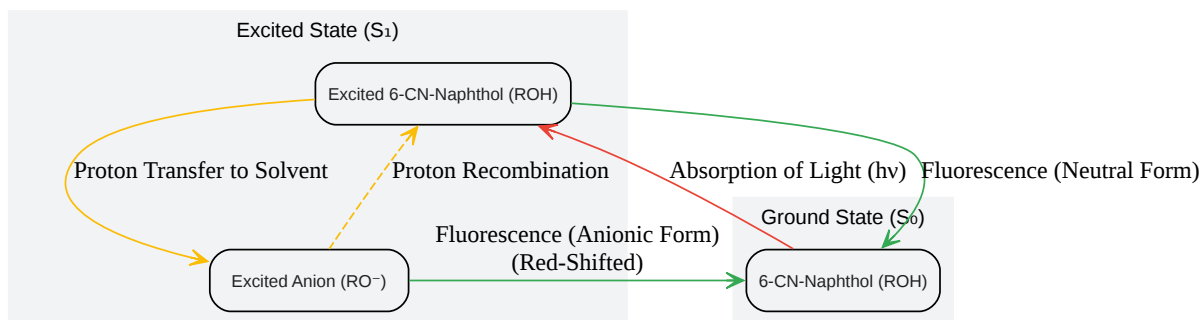 Excited State (S₁)
Excited 6-CN-Naphthol (ROH)
Proton Transfer to Solvent
Proton Recombination
Absorption of Light (hν)
Fluorescence (Neutral Form)
Ground State (S₀)
Fluorescence (Anionic Form)
(Red-Shifted)
Excited Anion (RO⁻)
6-CN-Naphthol (ROH)